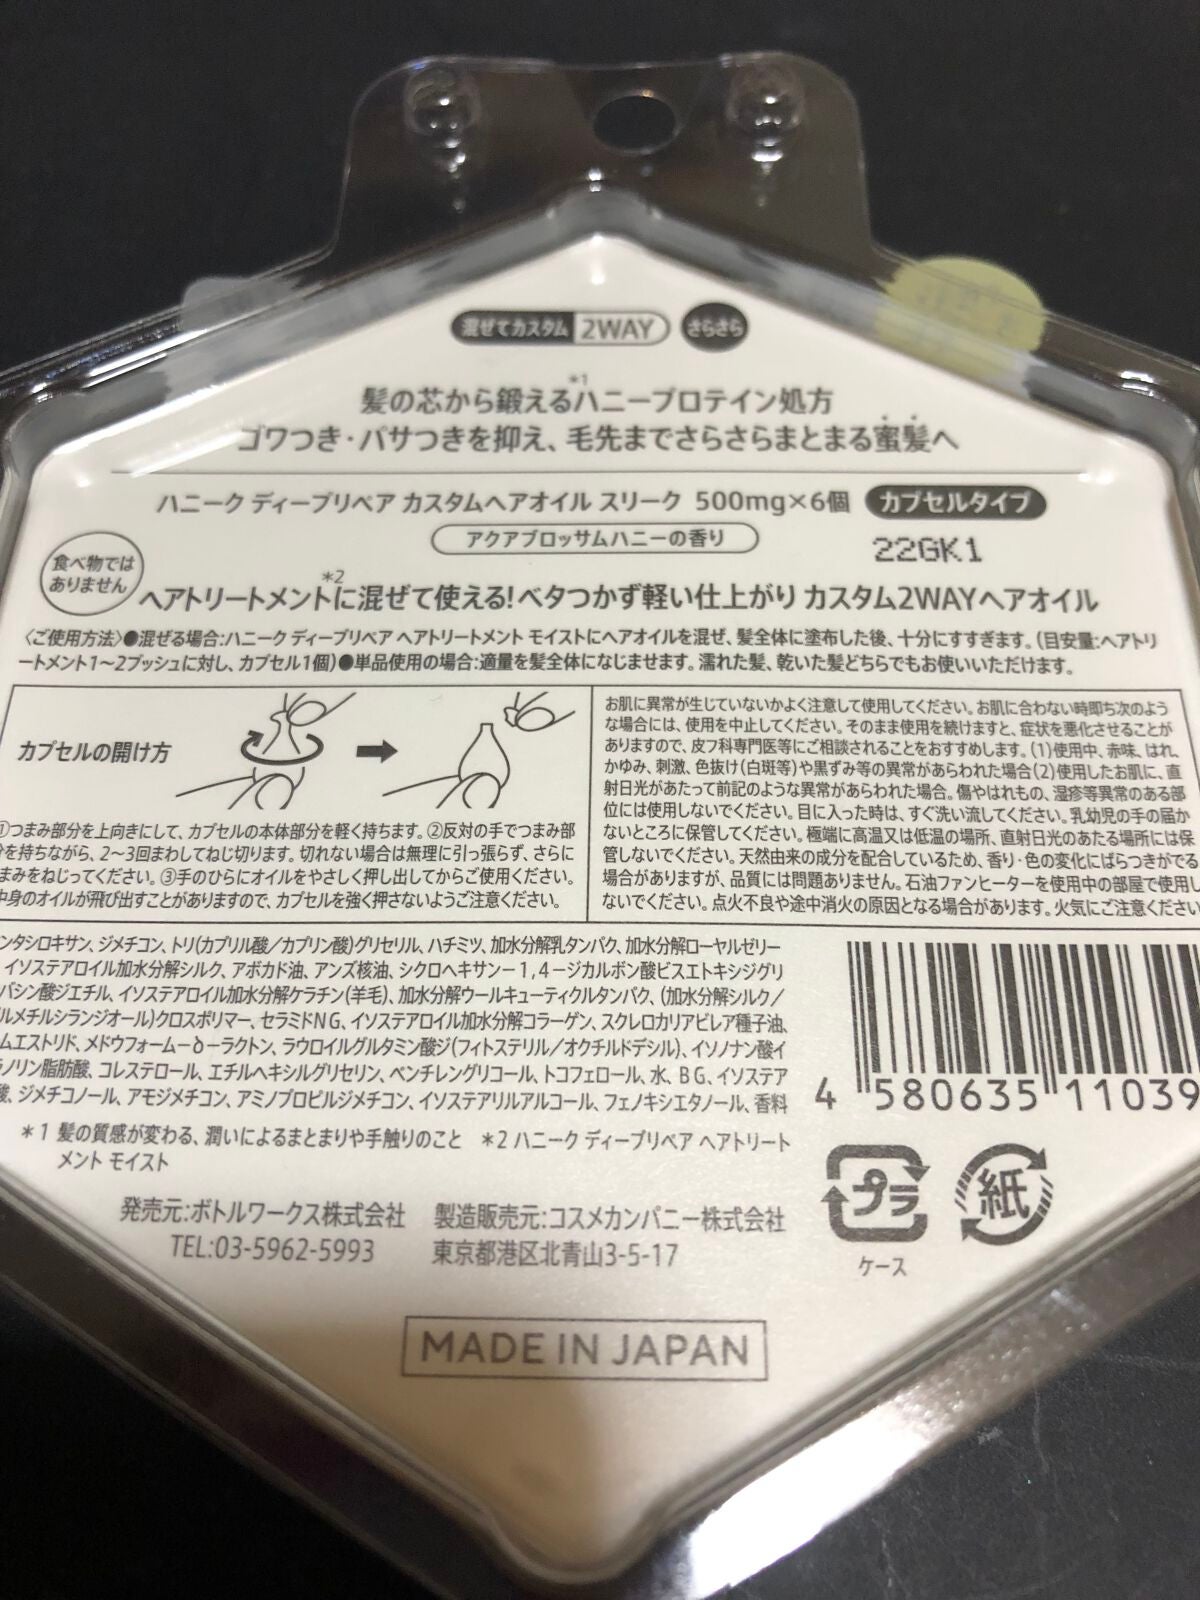 混ぜてカスタム 2WAY さらさら
髪の芯から鍛える*1ハニープロテイン処方
ゴワつき・パサつきを抑え、毛先までさらさらまとまる蜜髪へ
ハニーク ディープリペア カスタムヘアオイル スリーク 500mg×6個 カプセルタイプ
アクアブロッサムハニーの香り
22GK1
食べ物では
ありません
ヘアトリートメント*2に混ぜて使える!ベタつかず軽い仕上がり カスタム2WAYヘアオイル
〈ご使用方法〉●混ぜる場合:ハニーク ディープリペア ヘアトリートメント モイストにヘアオイルを混ぜ、髪全体に塗布した後、十分にすすぎます。(目安量:ヘアトリ
ートメント1〜2プッシュに対し、カプセル1個)●単品使用の場合:適量を髪全体になじませます。濡れた髪、乾いた髪どちらでもお使いいただけます。
カプセルの開け方
①つまみ部分を上向きにして、カプセルの本体部分を軽く持ちます。②反対の手でつまみ部
分を持ちながら、2〜3回まわしてねじ切ります。切れない場合は無理に引っ張らず、さらに
まみをねじってください。③手のひらにオイルをやさしく押し出してからご使用ください。
中身のオイルが飛び出すことがありますので、カプセルを強く押さないようご注意ください。
お肌に異常が生じていないかよく注意して使用してください。お肌に合わない時即ち次のよう
な場合には、使用を中止してください。そのまま使用を続けますと、症状を悪化させることが
ありますので、皮フ科専門医等にご相談されることをおすすめします。(1)使用中、赤味、はれ、
かゆみ、刺激、色抜け(白斑等)や黒ずみ等の異常があらわれた場合(2)使用したお肌に、直
射日光があたって前記のような異常があらわれた場合。傷やはれもの、湿疹等異常のある部
位には使用しないでください。目に入った時は、すぐ洗い流してください。乳幼児の手の届か
ないところに保管してください。極端に高温又は低温の場所、直射日光のあたる場所には保
管しないでください。天然由来の成分を配合しているため、香り・色の変化にばらつきがでる
場合がありますが、品質には問題ありません。石油ファンヒーターを使用中の部屋で使用し
ないでください。点火不良や途中消火の原因となる場合があります。火気にご注意ください
ンタシロキサン、ジメチコン、トリ(カプリル酸/カプリン酸)グリセリル、ハチミツ、加水分解乳タンパク、加水分解ローヤルゼリー
イソステアロイル加水分解シルク、アボカド油、アンズ核油、シクロヘキサン-1,4-ジカルボン酸ビスエトキシジグリ
バシン酸ジエチル、イソステアロイル加水分解ケラチン(羊毛)、加水分解ウールキューティクルタンパク、(加水分解シルク/
ルメチルシランジオール)クロスポリマー、セラミドNG、イソステアロイル加水分解コラーゲン、スクレロカリアビレア種子油、
ムエストリド、メドウフォーム-δ-ラクトン、ラウロイルグルタミン酸ジ(フィトステリル/オクチルドデシル)、イソノナン酸イ
ラノリン脂肪酸、コレステロール、エチルヘキシルグリセリン、ペンチレングリコール、トコフェロール、水、BG、イソステア
酸、ジメチコノール、アモジメチコン、アミノプロピルジメチコン、イソステアリルアルコール、フェノキシエタノール、香料
4 580635 11039
*1 髪の質感が変わる、潤いによるまとまりや手触りのこと *2 ハニーク ディープリペア ヘアトリート
メント モイスト
発売元:ボトルワークス株式会社
TEL:03-5962-5993
製造販売元:コスメカンパニー株式会社
東京都港区北青山3-5-17
プラ
ケース
紙
MADE IN JAPAN